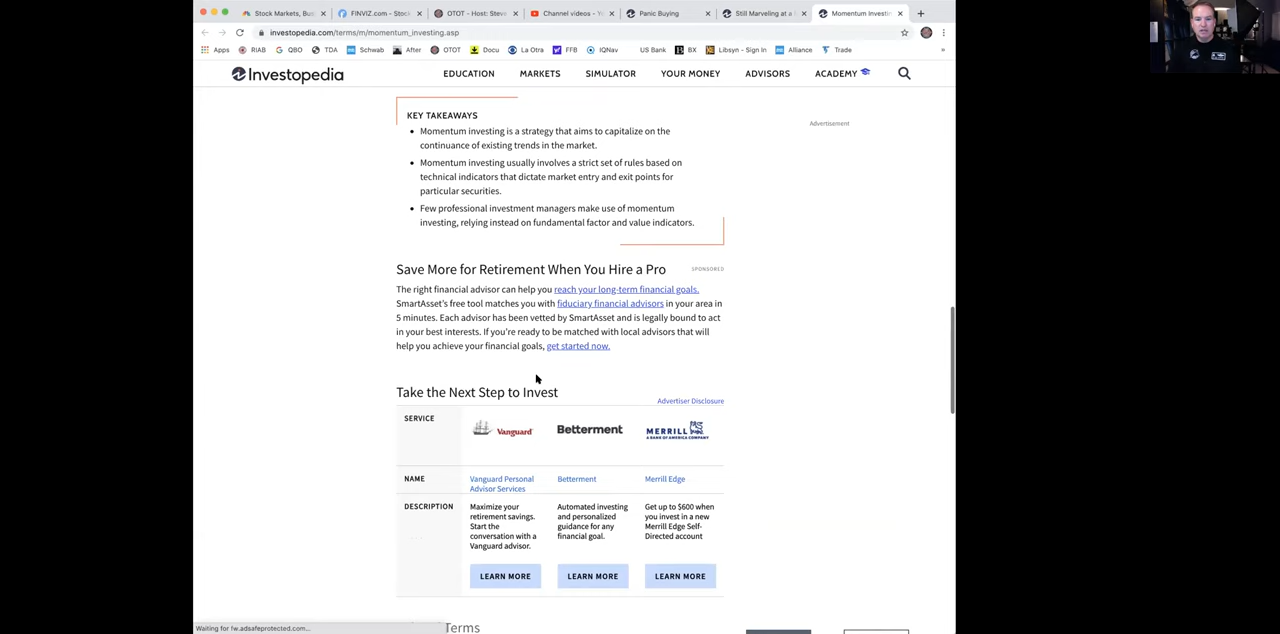 Stock Markets, Busi
FINVIZ.com - Stock
OTOT - Host: Steve
Channel videos - Y
Panic Buying
Still Marveling at a
Momentum Investin
investopedia.com/terms/m/momentum_investing.asp
Apps RIAB QBO TDA Schwab After OTOT Docu La Otra FFB IQNav US Bank BX Libsyn - Sign In Alliance Trade »
Investopedia EDUCATION MARKETS SIMULATOR YOUR MONEY ADVISORS ACADEMY
Advertisement
KEY TAKEAWAYS
• Momentum investing is a strategy that aims to capitalize on the
continuance of existing trends in the market.
• Momentum investing usually involves a strict set of rules based on
technical indicators that dictate market entry and exit points for
particular securities.
• Few professional investment managers make use of momentum
investing, relying instead on fundamental factor and value indicators.
Save More for Retirement When You Hire a Pro SPONSORED
The right financial advisor can help you reach your long-term financial goals.
SmartAsset's free tool matches you with fiduciary financial advisors in your area in
5 minutes. Each advisor has been vetted by SmartAsset and is legally bound to act
in your best interests. If you're ready to be matched with local advisors that will
help you achieve your financial goals, get started now.
Take the Next Step to Invest
Advertiser Disclosure
SERVICE Vanguard Betterment MERRILL
A BANK OF AMERICA COMPANY
NAME Vanguard Personal Betterment Merrill Edge
Advisor Services
DESCRIPTION Maximize your Automated investing Get up to $600 when
retirement savings. and personalized you invest in a new
Start the guidance for any Merrill Edge Self-
conversation with a financial goal. Directed account
Vanguard advisor.
LEARN MORE LEARN MORE LEARN MORE
Terms
Waiting for fw.adsafeprotected.com...